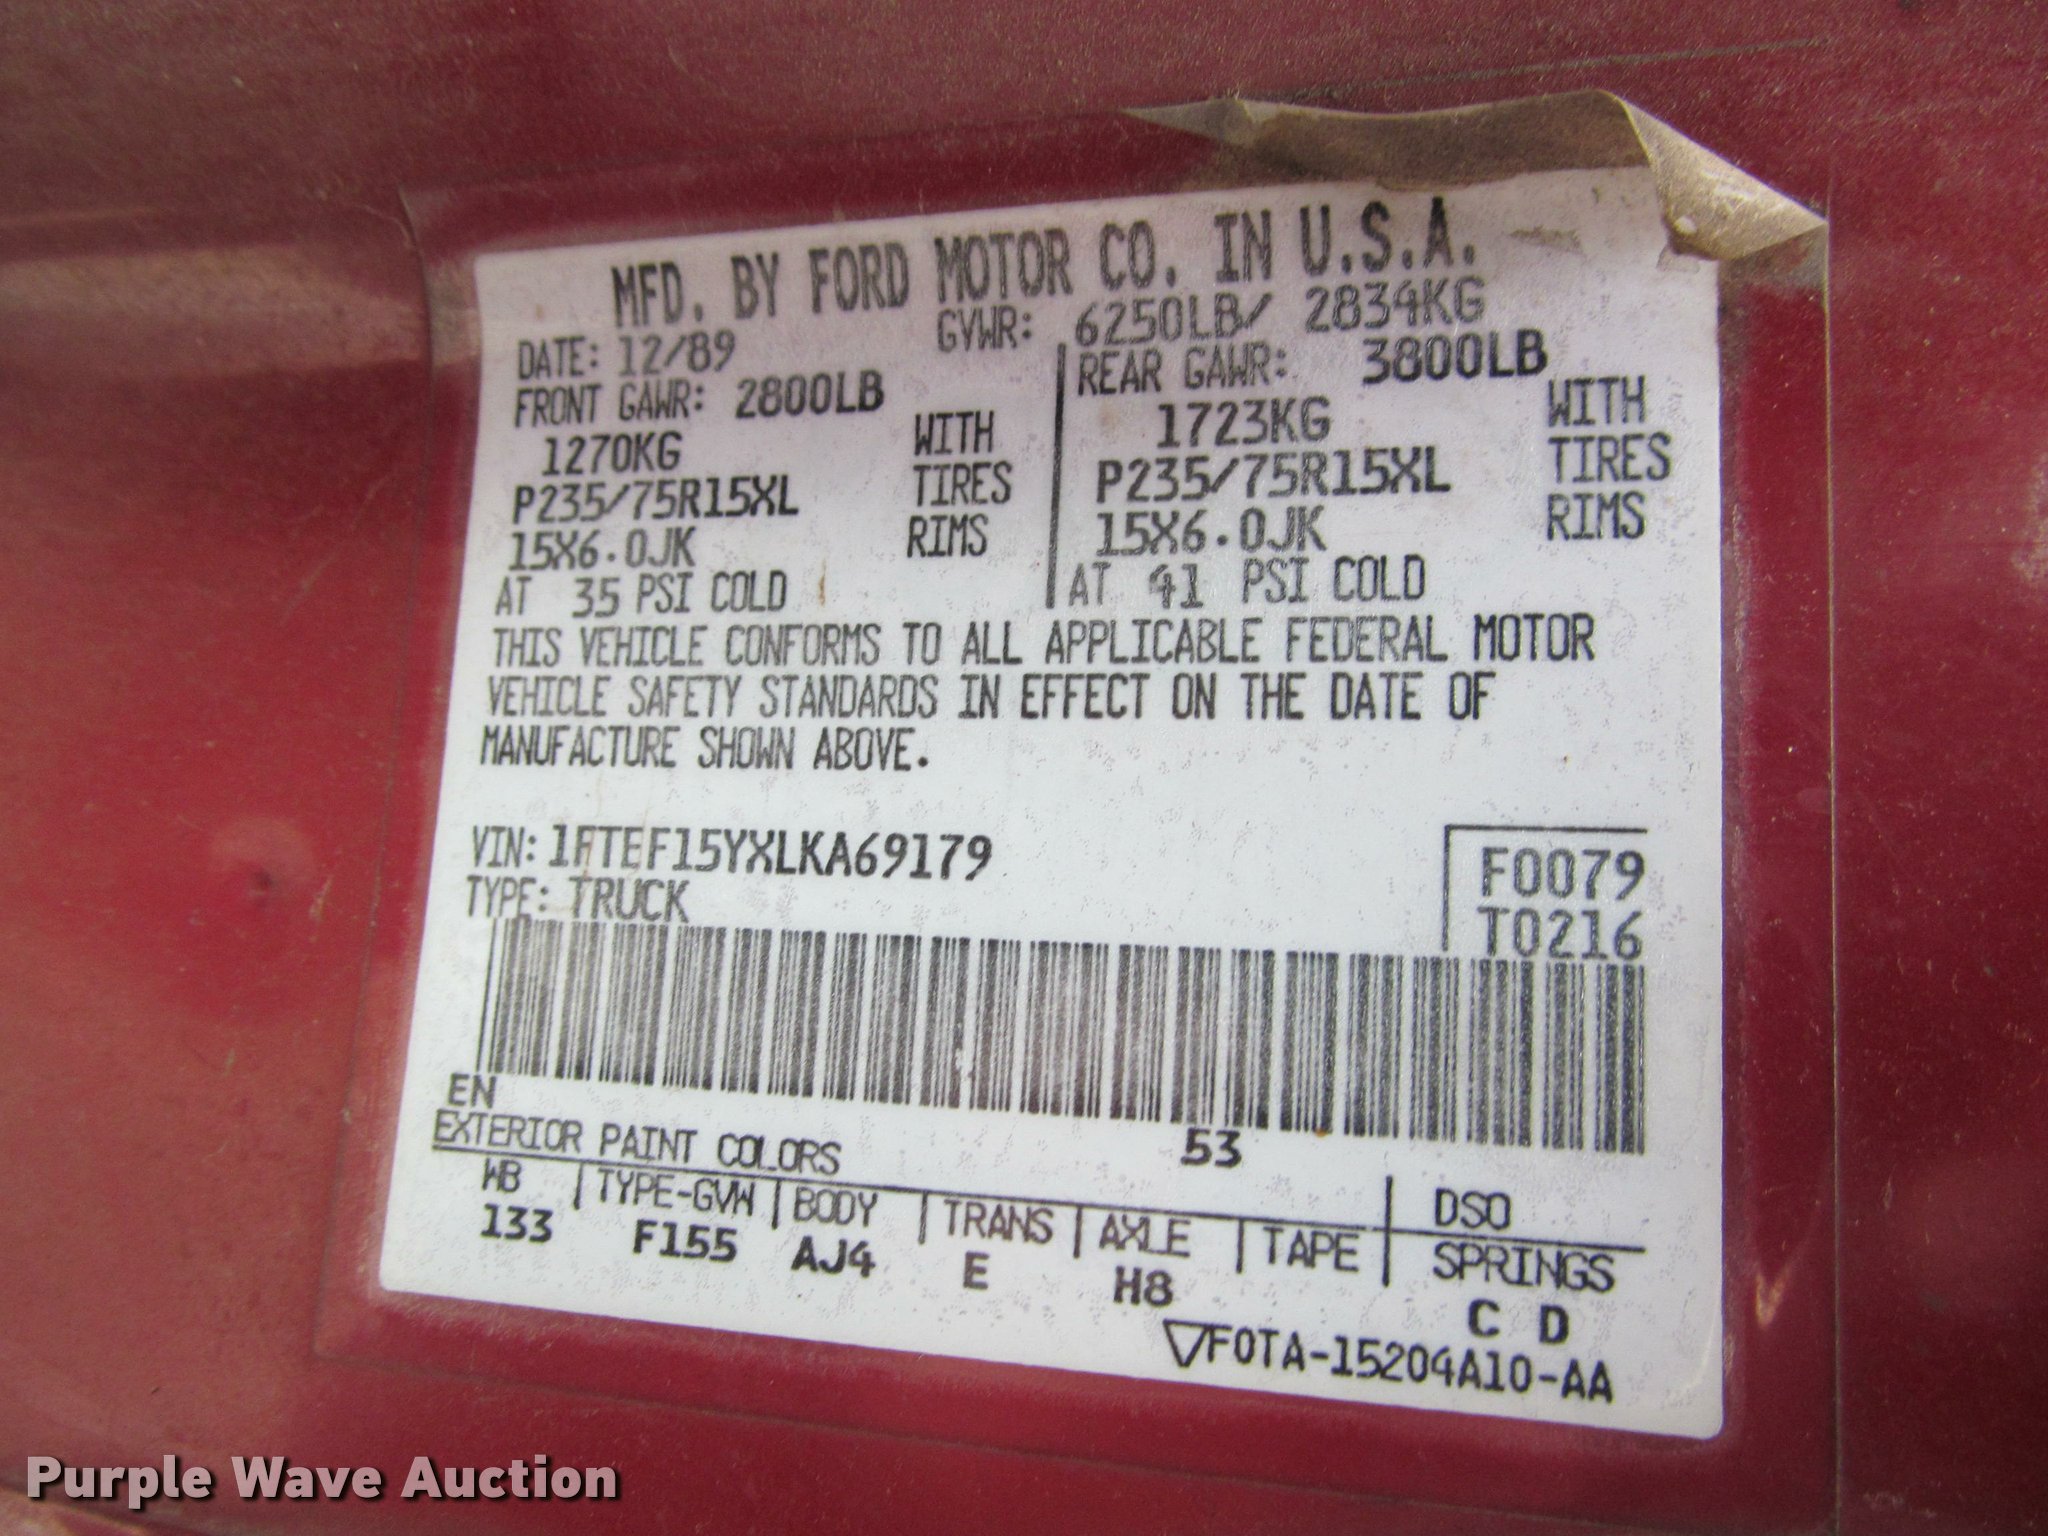 MFD. BY FORD MOTOR CO. IN U.S.A.
DATE: 12/89
GVWR: 6250LB/ 2834KG
FRONT GAWR: 2800LB
1270KG WITH
P235/75R15XL TIRES
15X6.0JK RIMS
AT 35 PSI COLD
REAR GAWR: 3800LB
1723KG WITH
P235/75R15XL TIRES
15X6.0JK RIMS
AT 41 PSI COLD
THIS VEHICLE CONFORMS TO ALL APPLICABLE FEDERAL MOTOR
VEHICLE SAFETY STANDARDS IN EFFECT ON THE DATE OF
MANUFACTURE SHOWN ABOVE.
VIN: 1FTEF15YXLKA69179
TYPE: TRUCK
F0079
T0216
EN
EXTERIOR PAINT COLORS 53
WB | TYPE-GVW | BODY | TRANS | AXLE | TAPE | DSO
SPRINGS
133 F155 AJ4 E H8 C D
▽F0TA-15204A10-AA
Purple Wave Auction